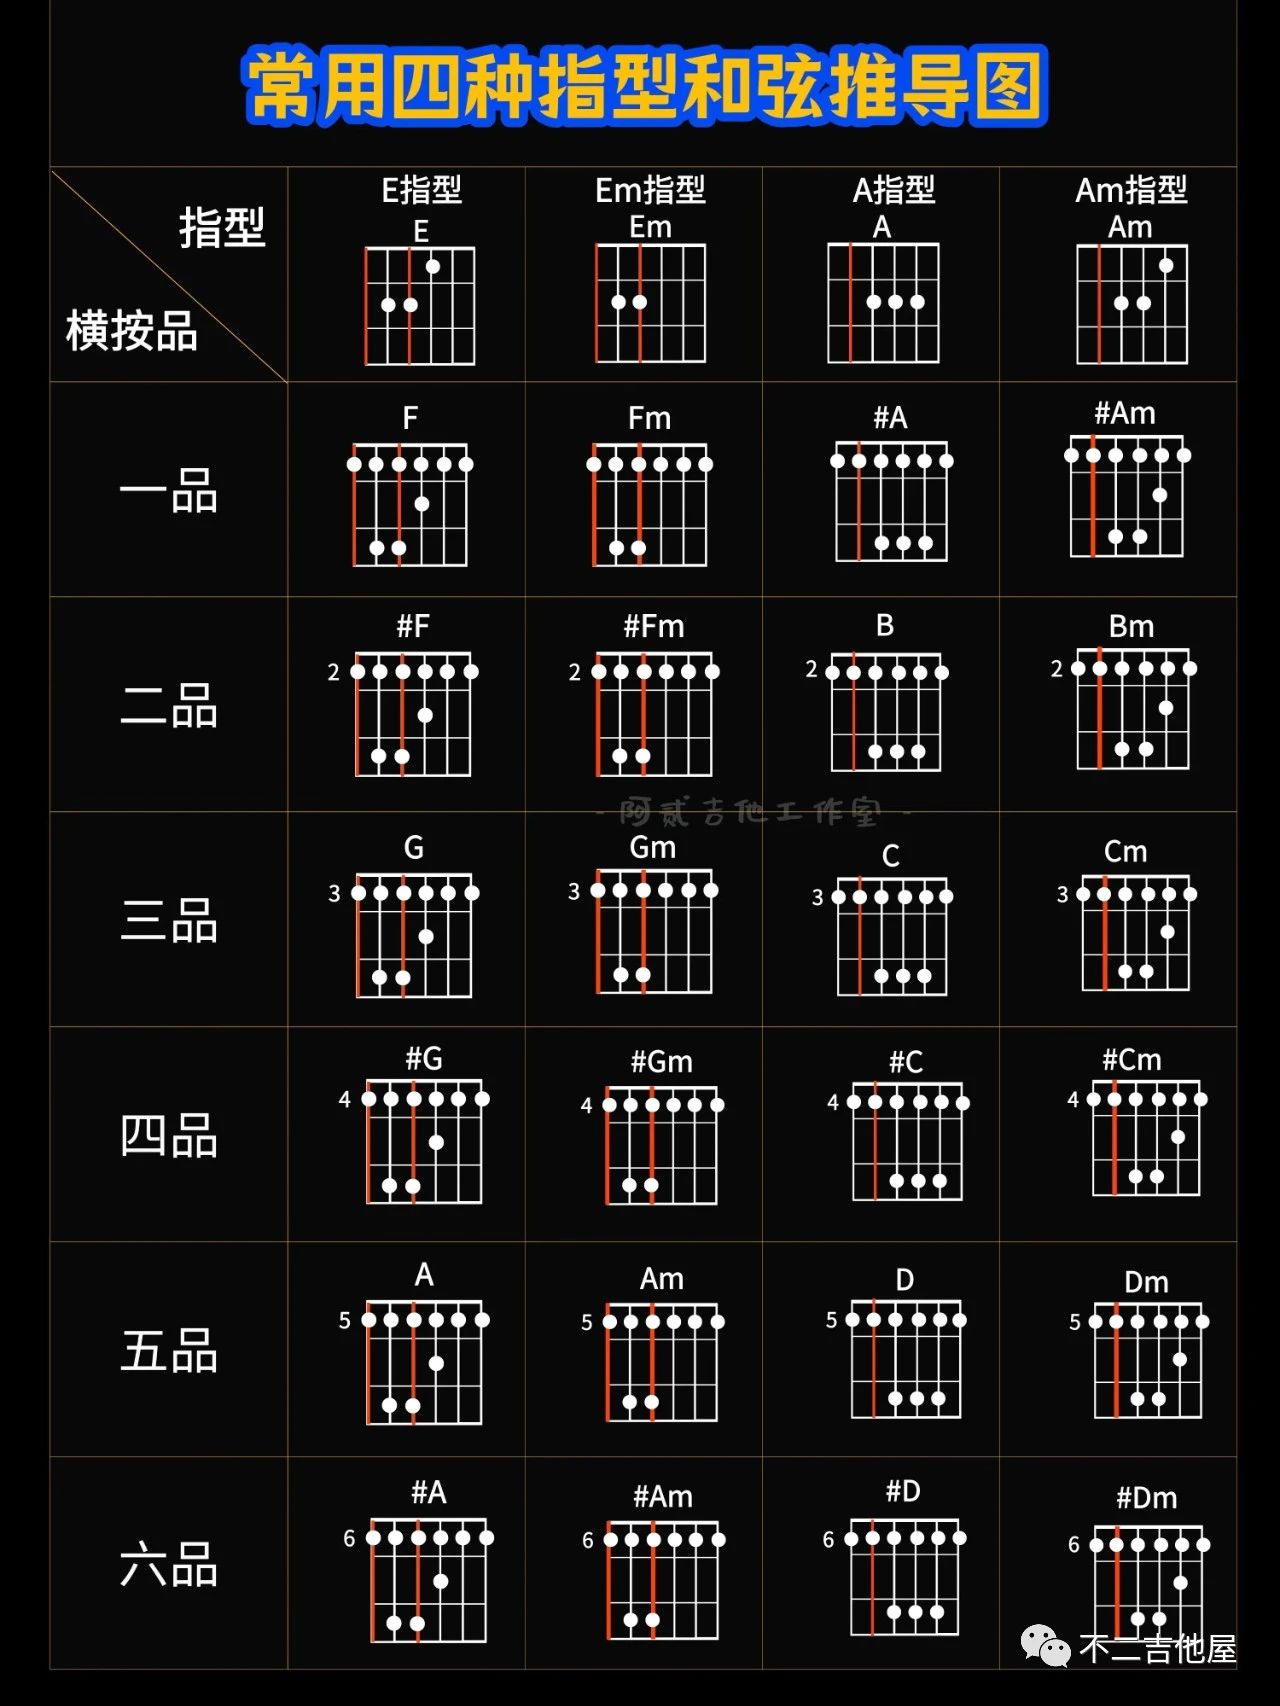 常用四种指型和弦推导图
指型
横按品
E指型
E
Em指型
Em
A指型
A
Am指型
Am
一品
F
Fm
#A
#Am
二品
#F
2
#Fm
2
B
2
Bm
2
- 阿贰吉他工作室 -
三品
G
3
Gm
3
C
3
Cm
3
四品
#G
4
#Gm
4
#C
4
#Cm
4
五品
A
5
Am
5
D
5
Dm
5
六品
#A
6
#Am
6
#D
6
#Dm
6
不二吉他屋